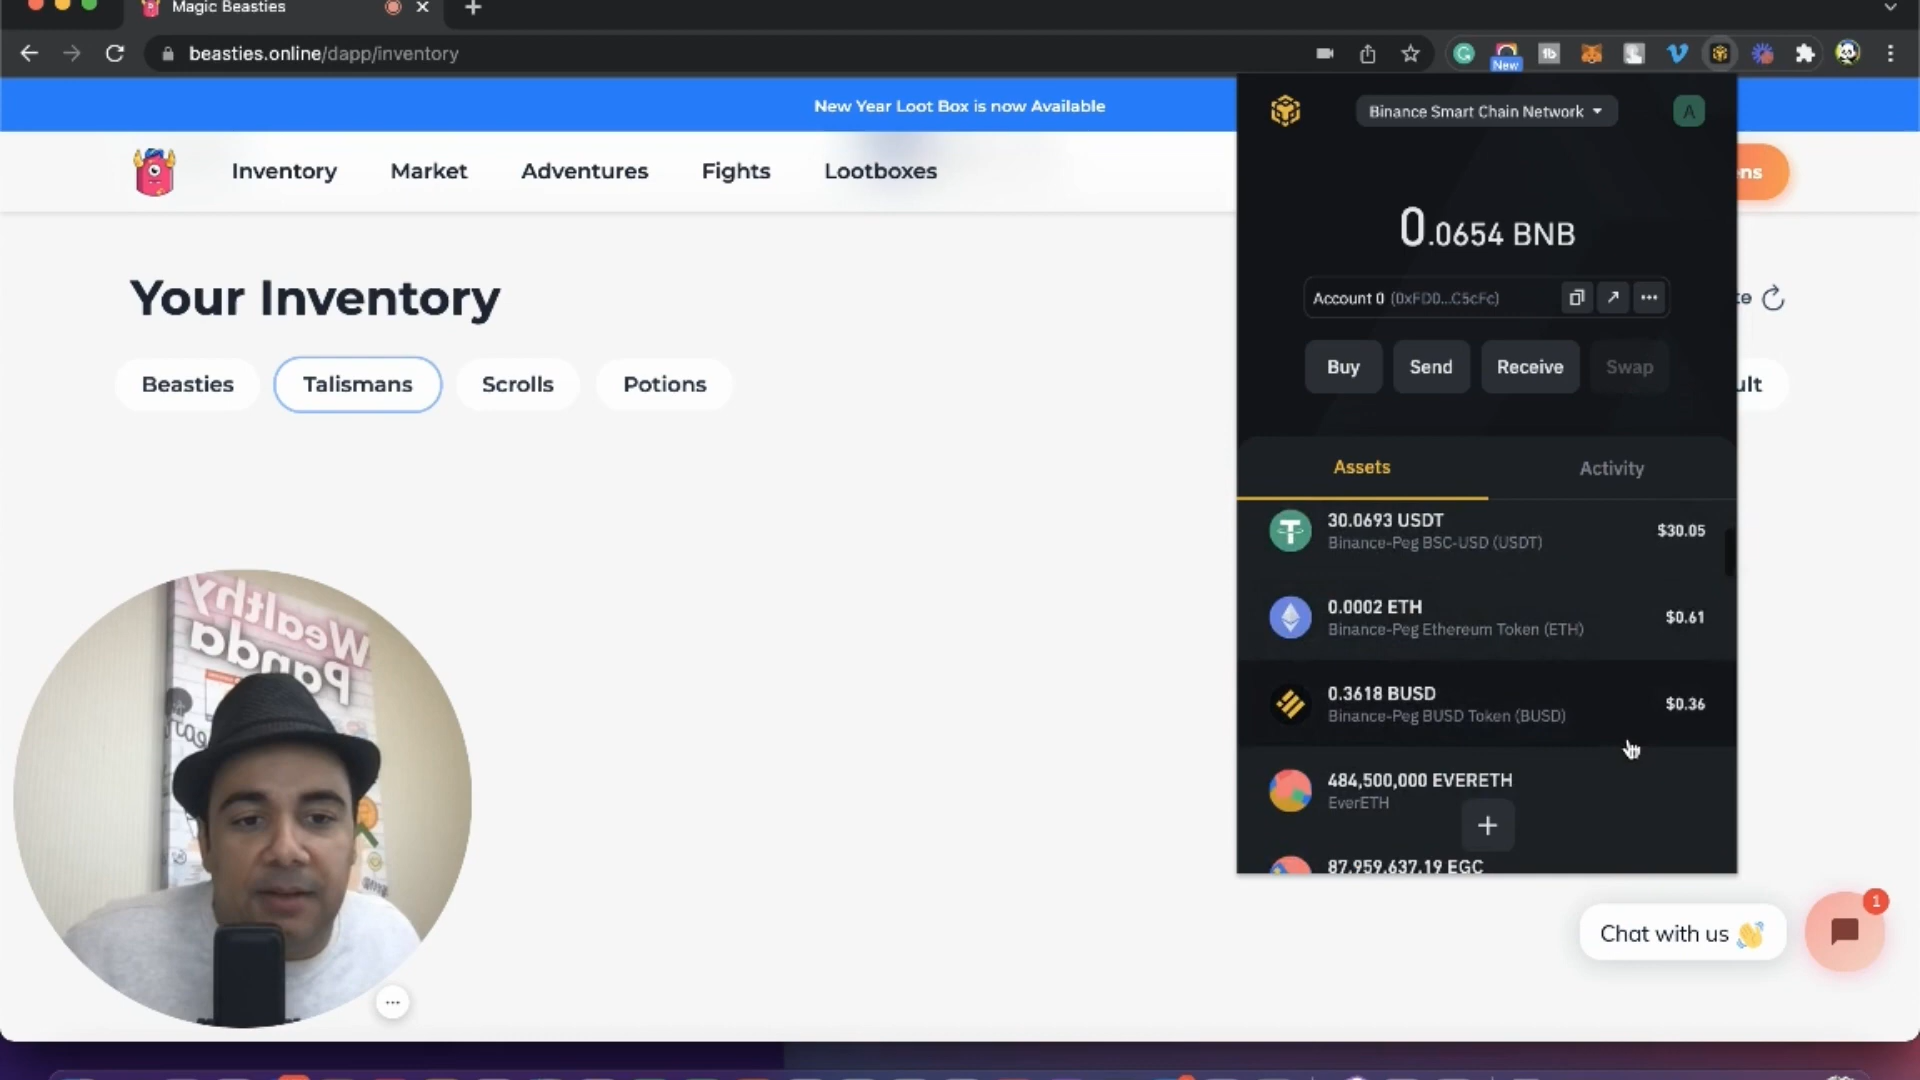 Magic Beasties
beasties.online/dapp/inventory
New
New Year Loot Box is now Available
Inventory
Market
Adventures
Fights
Lootboxes
Your Inventory
Beasties
Talismans
Scrolls
Potions
Binance Smart Chain Network
A
0.0654 BNB
Account 0 (0xFD0...C5cFc)
Buy
Send
Receive
Swap
Assets
Activity
30.0693 USDT
$30.05
Binance-Peg BSC-USD (USDT)
0.0002 ETH
$0.61
Binance-Peg Ethereum Token (ETH)
0.3618 BUSD
$0.36
Binance-Peg BUSD Token (BUSD)
484,500,000 EVERETH
EverETH
+
87,959,637.19 EGC
Wealthy
Panda
Chat with us
1